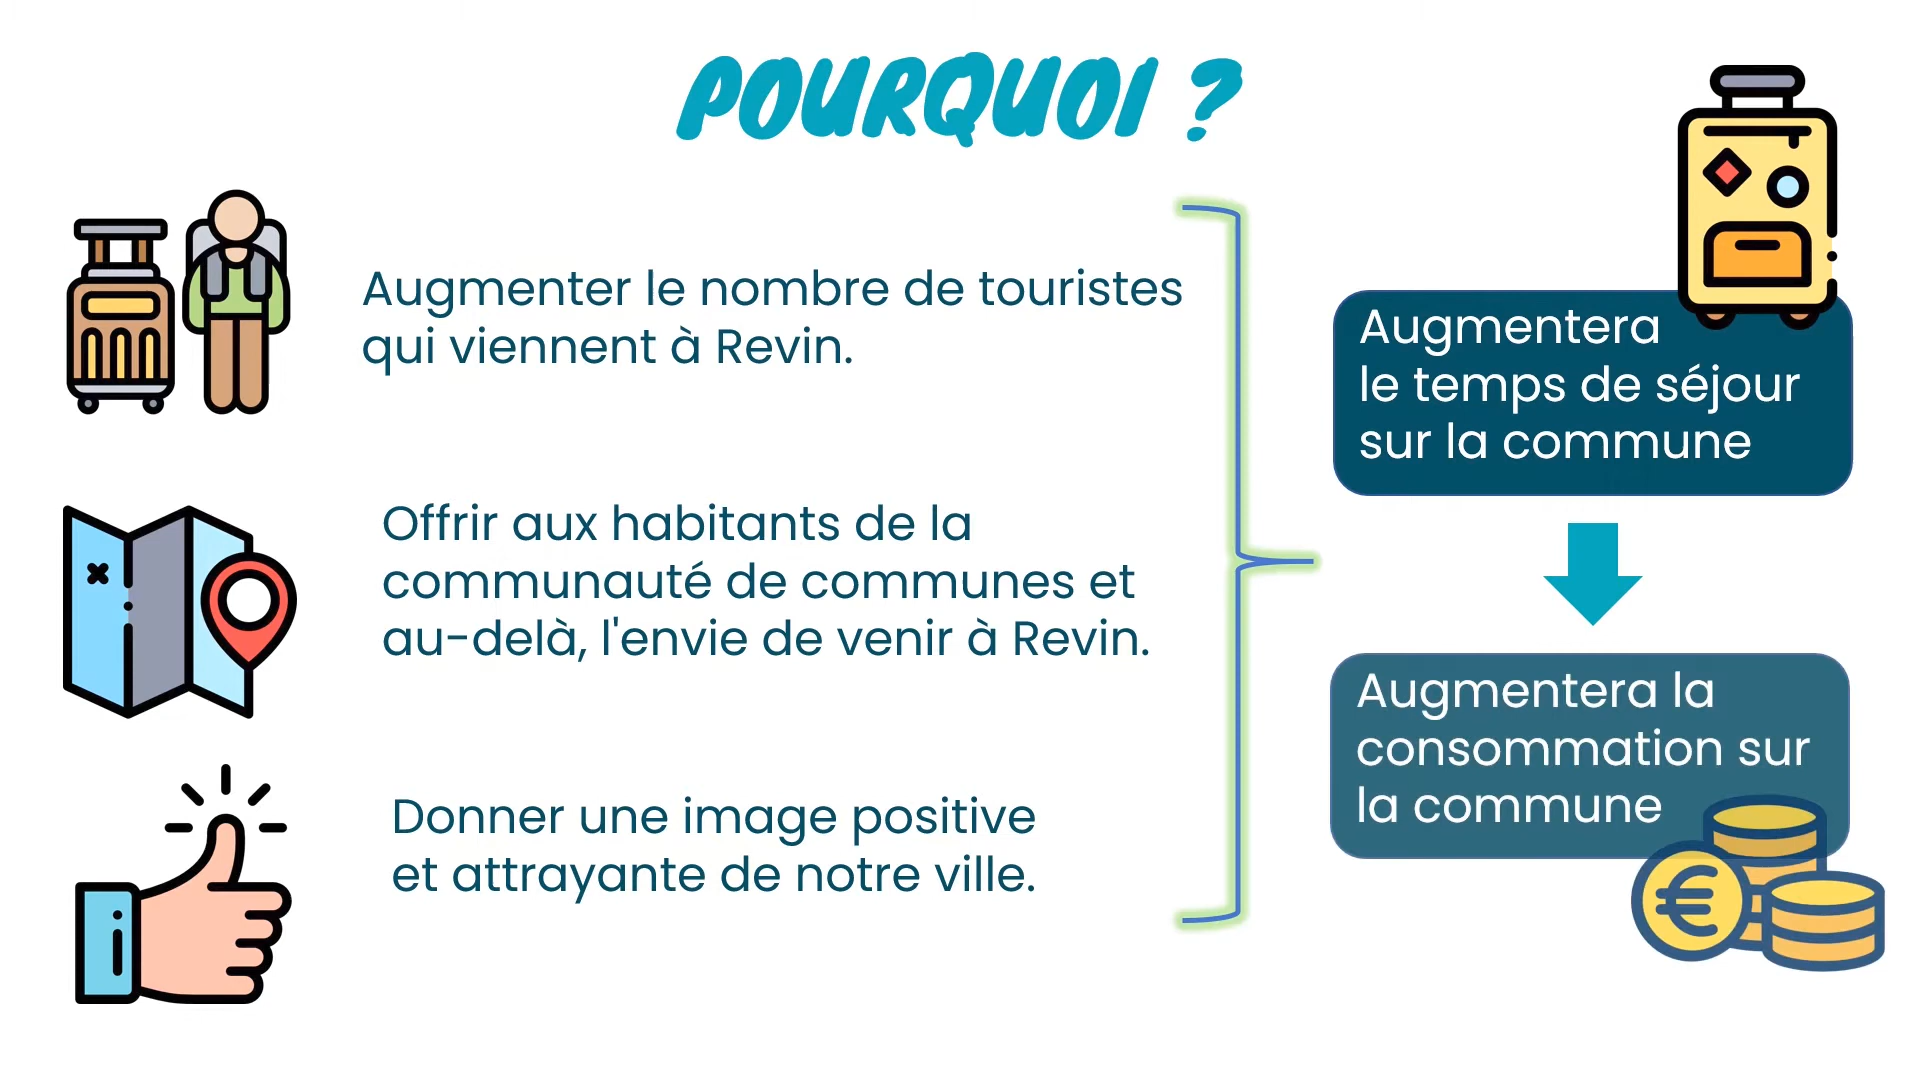 POURQUOI ?
Augmenter le nombre de touristes
qui viennent à Revin.
Offrir aux habitants de la
communauté de communes et
au-delà, l'envie de venir à Revin.
Donner une image positive
et attrayante de notre ville.
Augmentera
le temps de séjour
sur la commune
Augmentera la
consommation sur
la commune
€